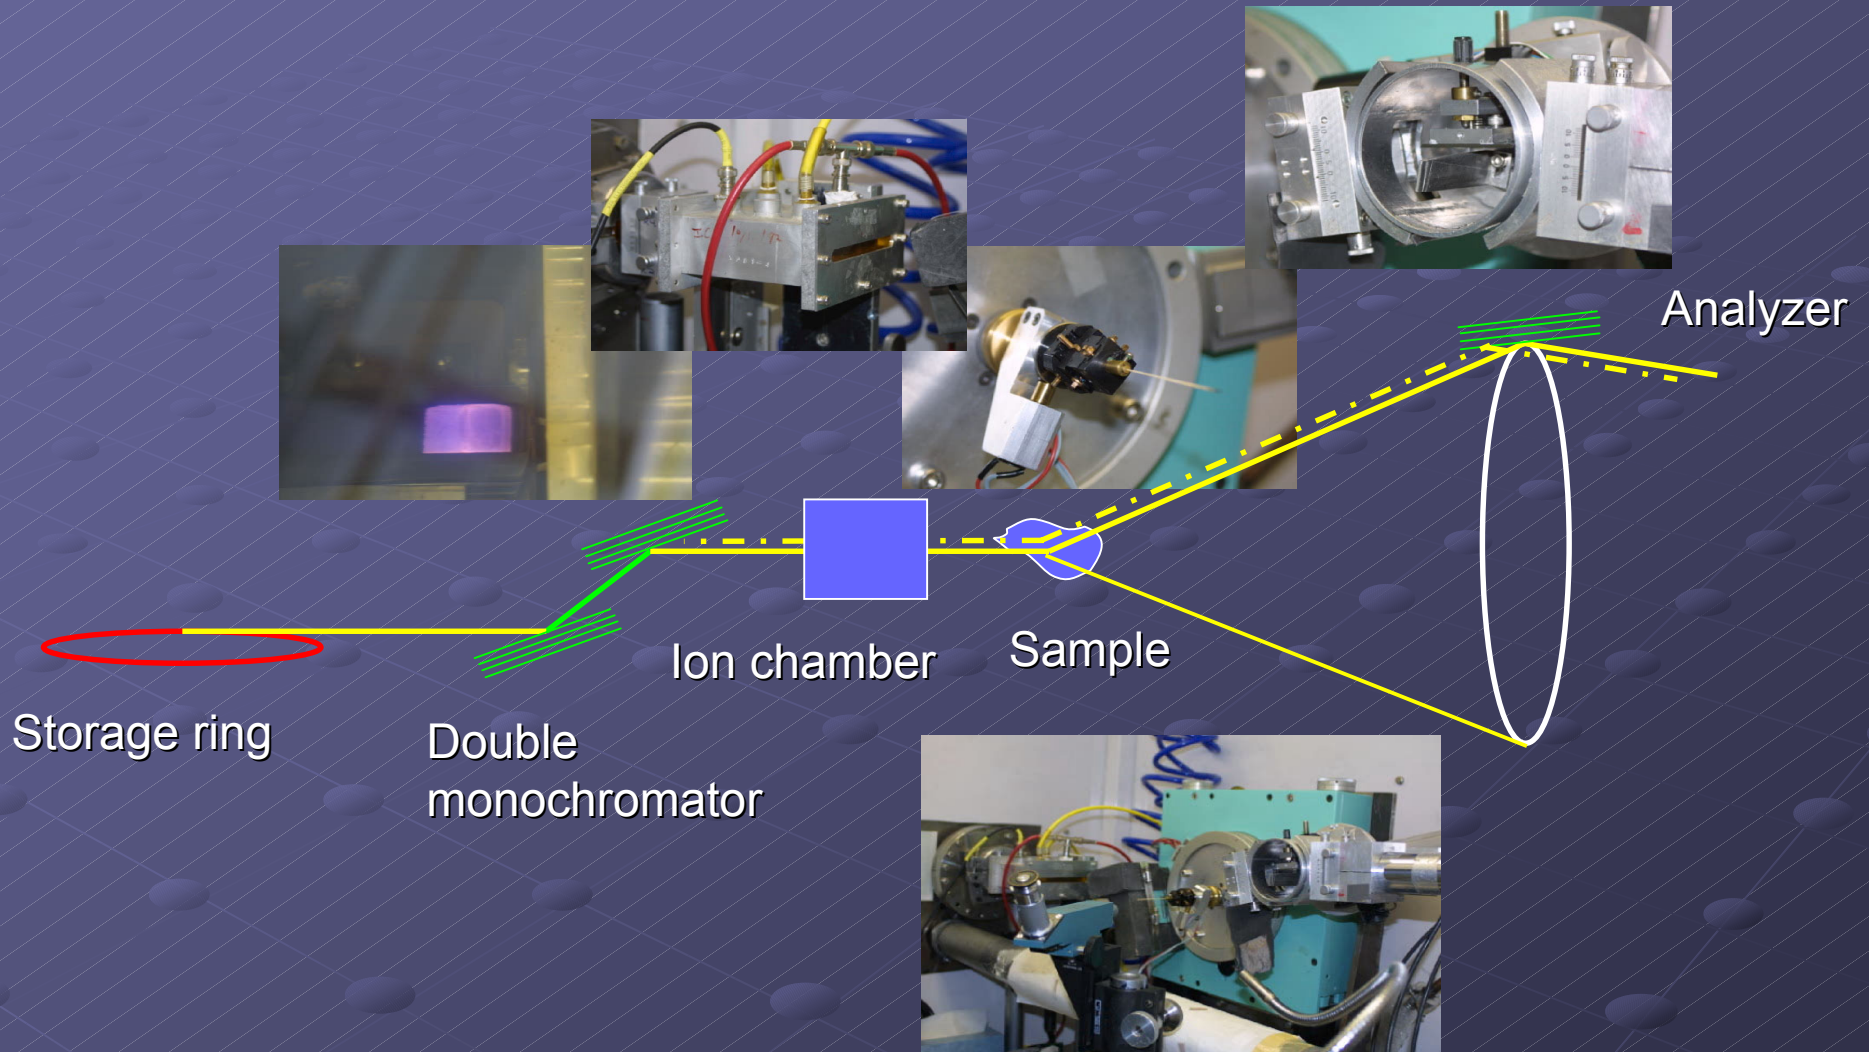 Analyzer
Ion chamber
Sample
Storage ring
Double
monochromator